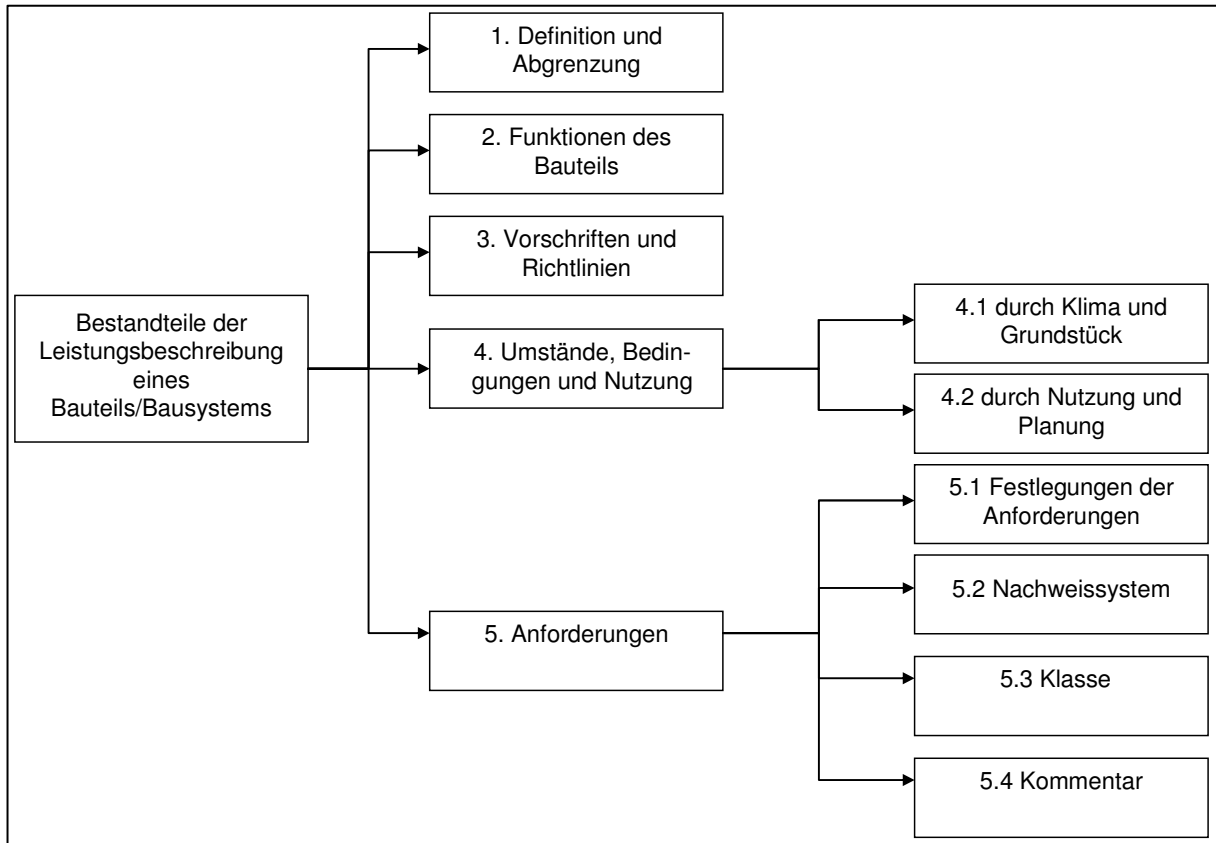 1. Definition und
Abgrenzung
2. Funktionen des
Bauteils
3. Vorschriften und
Richtlinien
Bestandteile der
Leistungsbeschreibung
eines
Bauteils/Bausystems
4. Umstände, Bedin-
gungen und Nutzung
4.1 durch Klima und
Grundstück
4.2 durch Nutzung und
Planung
5. Anforderungen
5.1 Festlegungen der
Anforderungen
5.2 Nachweissystem
5.3 Klasse
5.4 Kommentar